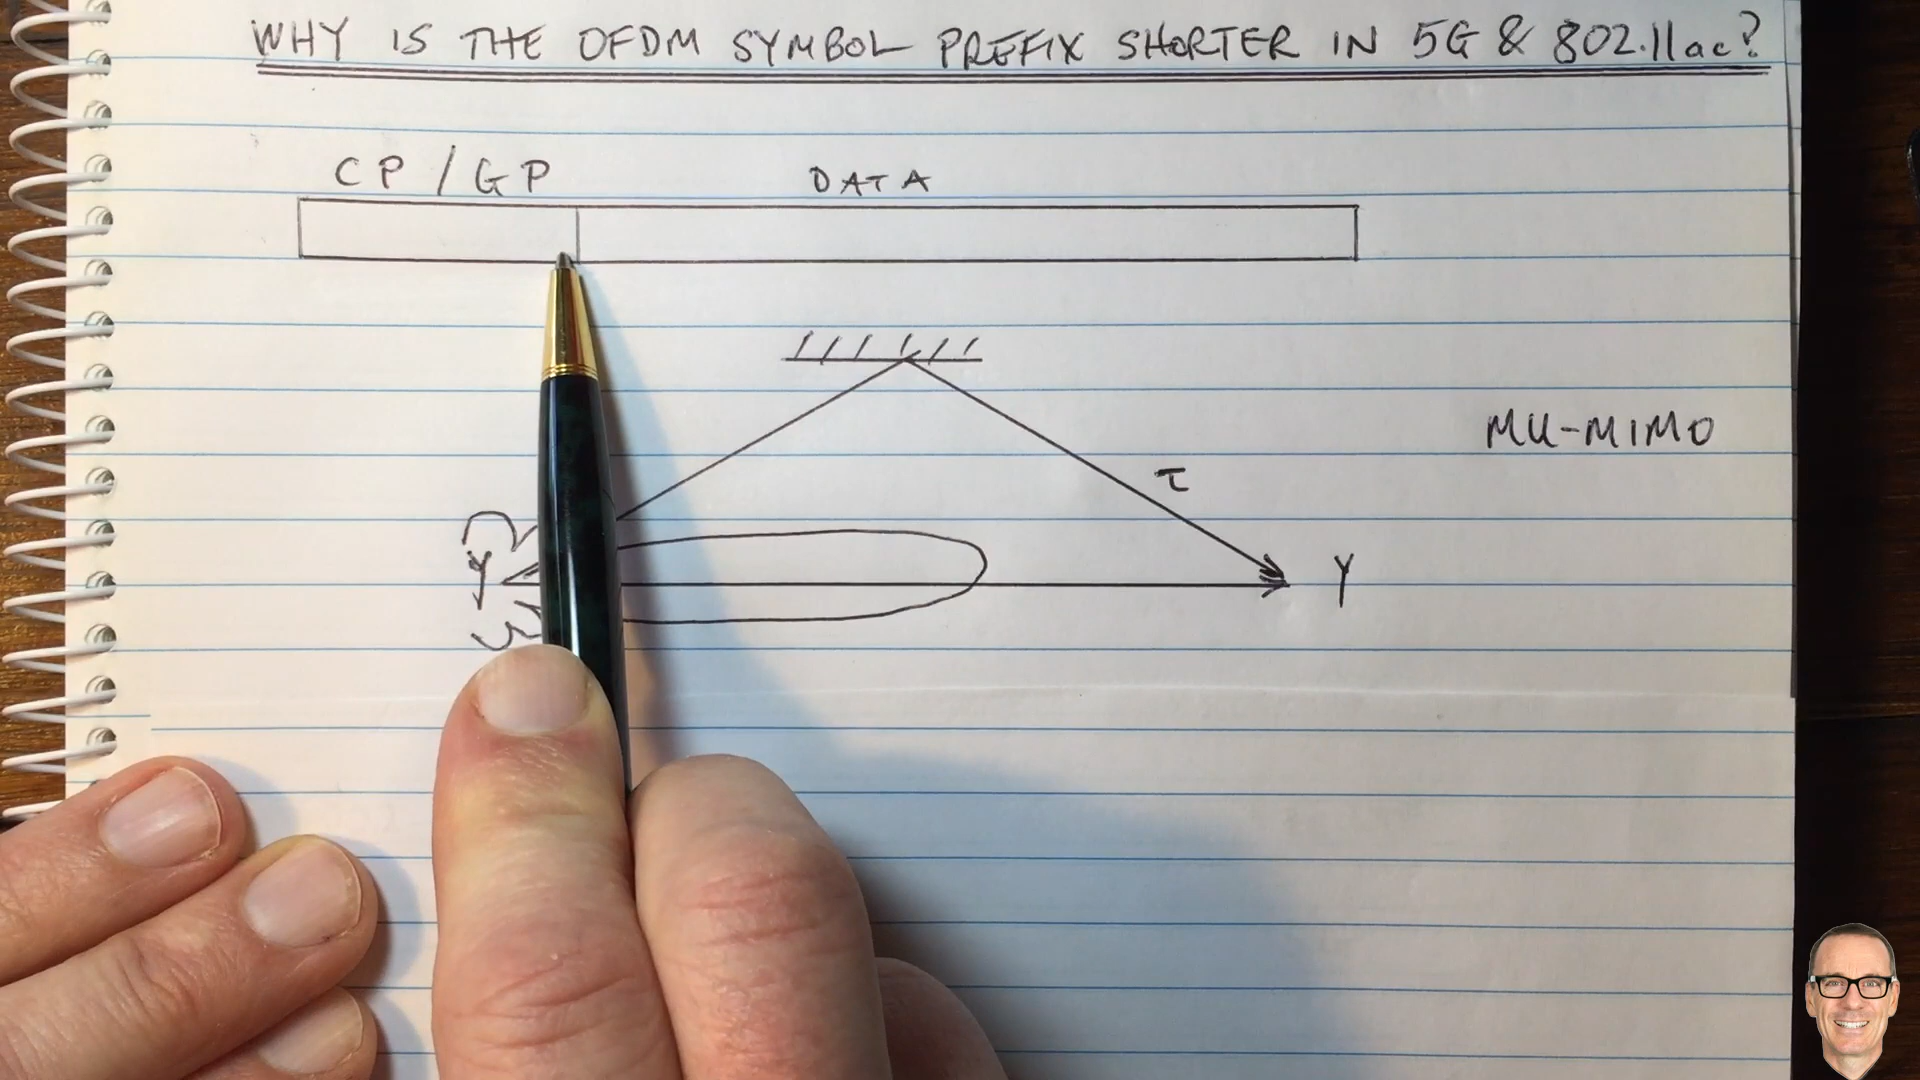 WHY IS THE OFDM SYMBOL PREFIX SHORTER IN 5G & 802.11ac?
CP/GP DATA
MU-MIMO
τ